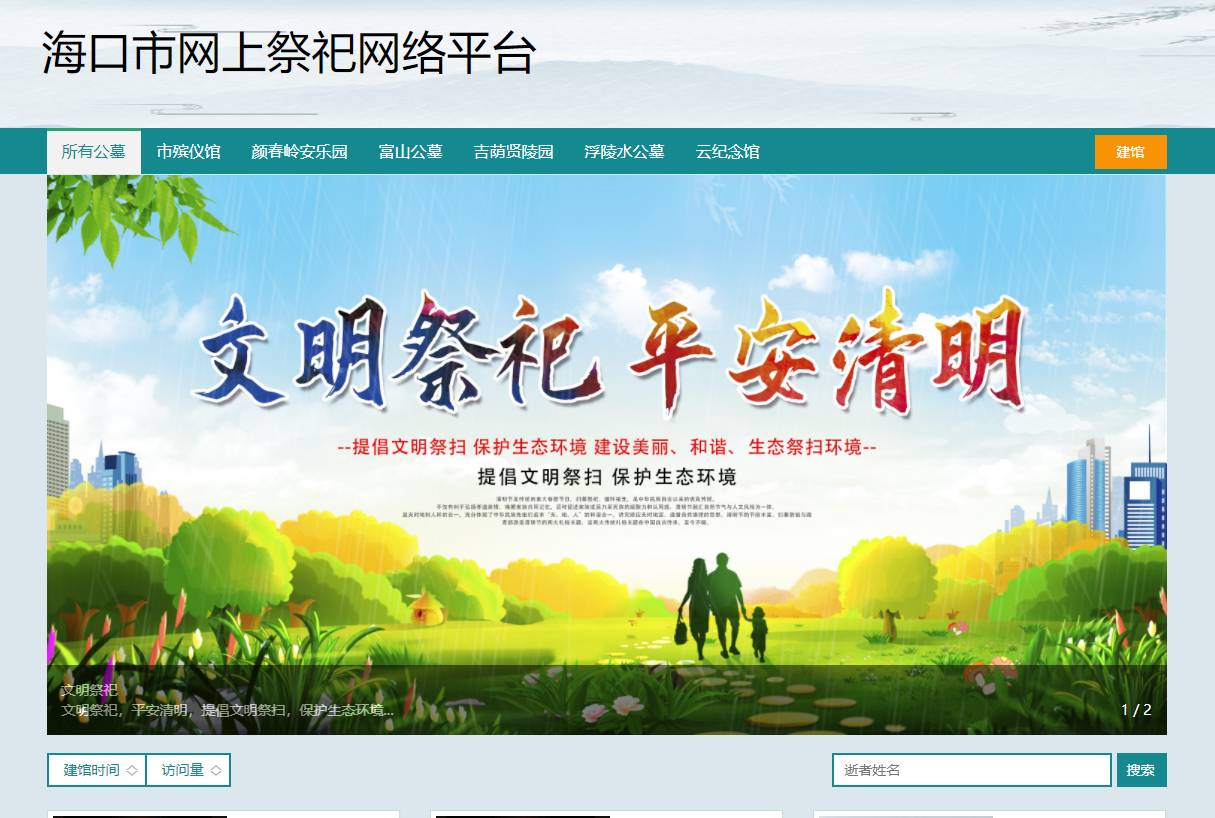 海口市网上祭祀网络平台
所有公墓 市殡仪馆 颜春岭安乐园 富山公墓 吉荫贤陵园 浮陵水公墓 云纪念馆 建馆
文明祭祀 平安清明
--提倡文明祭扫 保护生态环境 建设美丽、和谐、生态祭扫环境--
提倡文明祭扫 保护生态环境
文明祭祀
文明祭祀，平安清明，提倡文明祭扫，保护生态环境...
1 / 2
建馆时间 访问量 逝者姓名 搜索